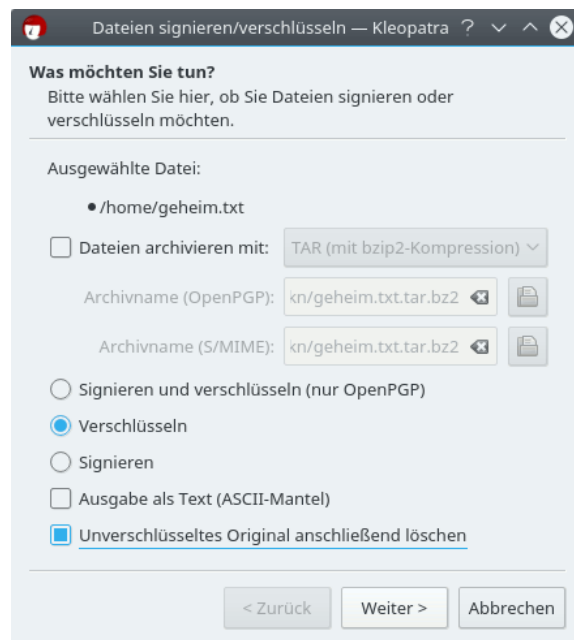 Dateien signieren/verschlüsseln — Kleopatra
Was möchten Sie tun?
Bitte wählen Sie hier, ob Sie Dateien signieren oder
verschlüsseln möchten.
Ausgewählte Datei:
•/home/geheim.txt
Dateien archivieren mit: TAR (mit bzip2-Kompression)
Archivname (OpenPGP): kn/geheim.txt.tar.bz2
Archivname (S/MIME): kn/geheim.txt.tar.bz2
Signieren und verschlüsseln (nur OpenPGP)
Verschlüsseln
Signieren
Ausgabe als Text (ASCII-Mantel)
Unverschlüsseltes Original anschließend löschen
< Zurück Weiter > Abbrechen